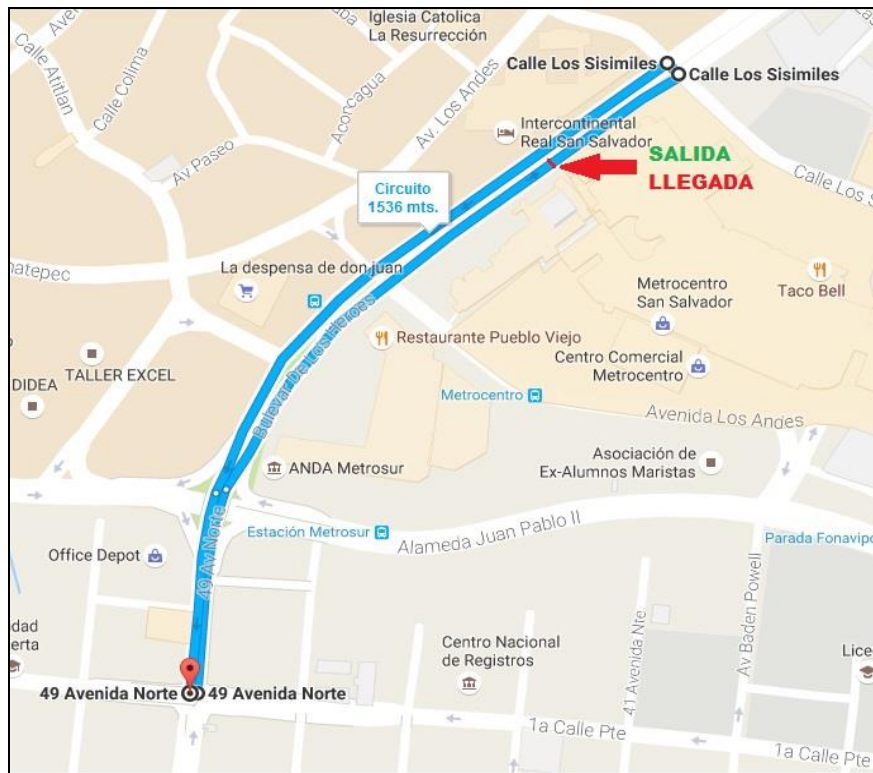 Iglesia Catolica
La Resurrección
Calle Atitlan
Calle Colima
Acorcagua
Av. Los Andes
Av Paseo
Calle Los Sisimiles
Calle Los Sisimiles
Intercontinental
Real San Salvador
SALIDA
LLEGADA
Calle Los
Circuito
1536 mts.
La despensa de don juan
Bulevar De Los Heroes
Restaurante Pueblo Viejo
Metrocentro
San Salvador
Taco Bell
Centro Comercial
Metrocentro
TALLER EXCEL
DIDEA
Metrocentro
Avenida Los Andes
ANDA Metrosur
Asociación de
Ex-Alumnos Maristas
Estación Metrosur
Alameda Juan Pablo II
Parada Fonavipo
Office Depot
49 Av. Norte
Av Baden Powell
41 Avenida Nte
Centro Nacional
de Registros
49 Avenida Norte
49 Avenida Norte
1a Calle Pte
1a Calle Pte